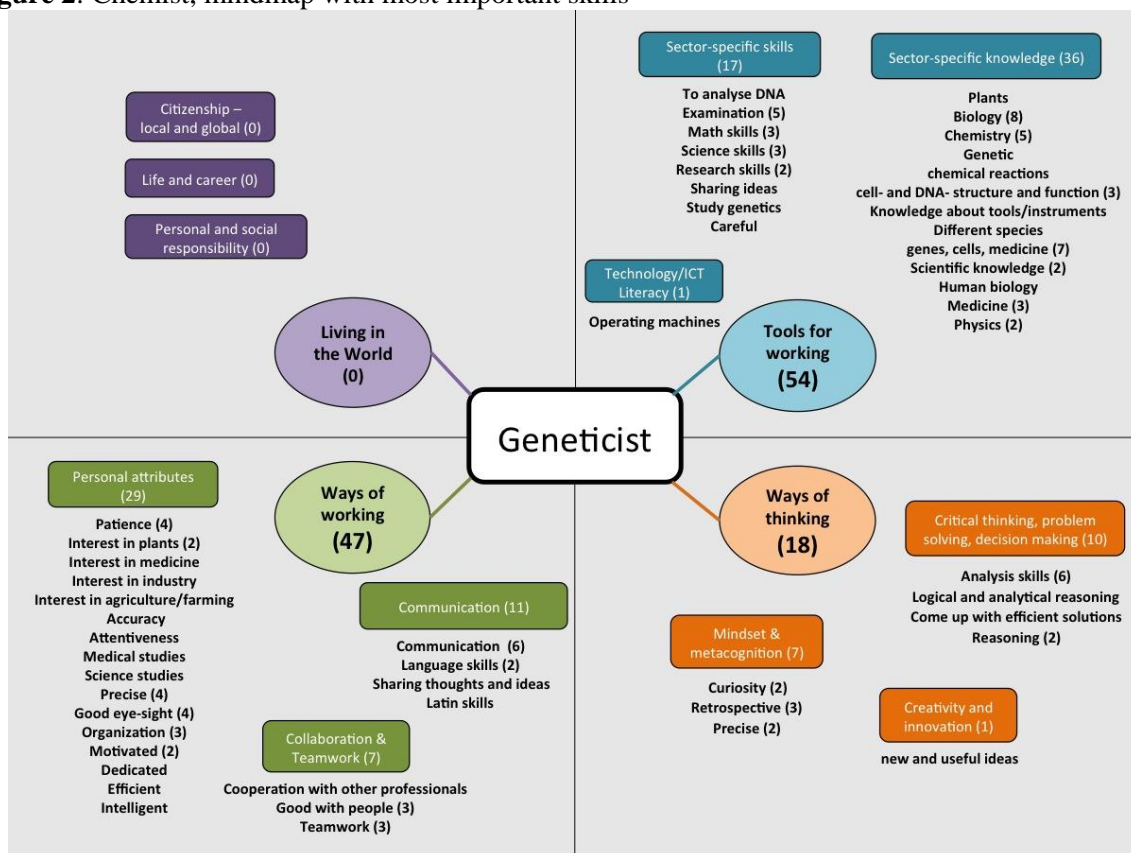 gure 2. Chemist, mindmap with most important skills
Citizenship –
local and global (0)
Life and career (0)
Personal and social
responsibility (0)
Living in
the World
(0)
Sector-specific skills
(17)
To analyse DNA
Examination (5)
Math skills (3)
Science skills (3)
Research skills (2)
Sharing ideas
Study genetics
Careful
Sector-specific knowledge (36)
Plants
Biology (8)
Chemistry (5)
Genetic
chemical reactions
cell- and DNA- structure and function (3)
Knowledge about tools/instruments
Different species
genes, cells, medicine (7)
Scientific knowledge (2)
Human biology
Medicine (3)
Physics (2)
Technology/ICT
Literacy (1)
Operating machines
Tools for
working
(54)
Geneticist
Personal attributes
(29)
Patience (4)
Interest in plants (2)
Interest in medicine
Interest in industry
Interest in agriculture/farming
Accuracy
Attentiveness
Medical studies
Science studies
Precise (4)
Good eye-sight (4)
Organization (3)
Motivated (2)
Dedicated
Efficient
Intelligent
Ways of
working
(47)
Communication (11)
Communication (6)
Language skills (2)
Sharing thoughts and ideas
Latin skills
Collaboration &
Teamwork (7)
Cooperation with other professionals
Good with people (3)
Teamwork (3)
Ways of
thinking
(18)
Critical thinking, problem
solving, decision making (10)
Analysis skills (6)
Logical and analytical reasoning
Come up with efficient solutions
Reasoning (2)
Mindset &
metacognition (7)
Curiosity (2)
Retrospective (3)
Precise (2)
Creativity and
innovation (1)
new and useful ideas